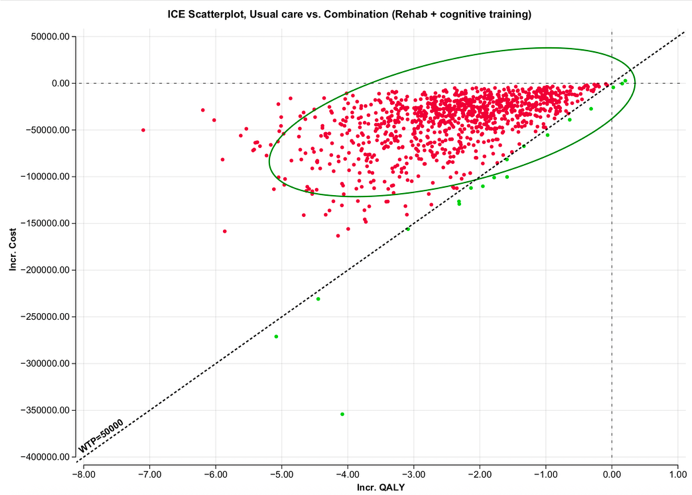 ICE Scatterplot, Usual care vs. Combination (Rehab + cognitive training)
50000.00
0.00
−50000.00
−100000.00
−150000.00
−200000.00
−250000.00
−300000.00
−350000.00
−400000.00
Incr. Cost
WTP=50000
−8.00 −7.00 −6.00 −5.00 −4.00 −3.00 −2.00 −1.00 0.00 1.00
Incr. QALY